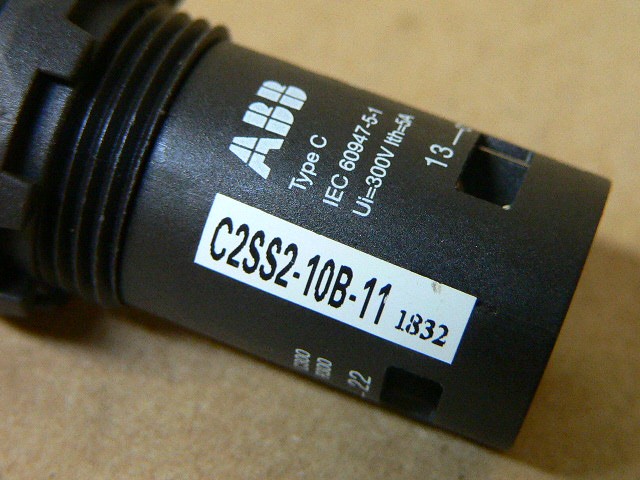 ABB
Type C
IEC 60947-5-1
Ui=300V Ith=5A
13
C2SS2-10B-11 1832
-22